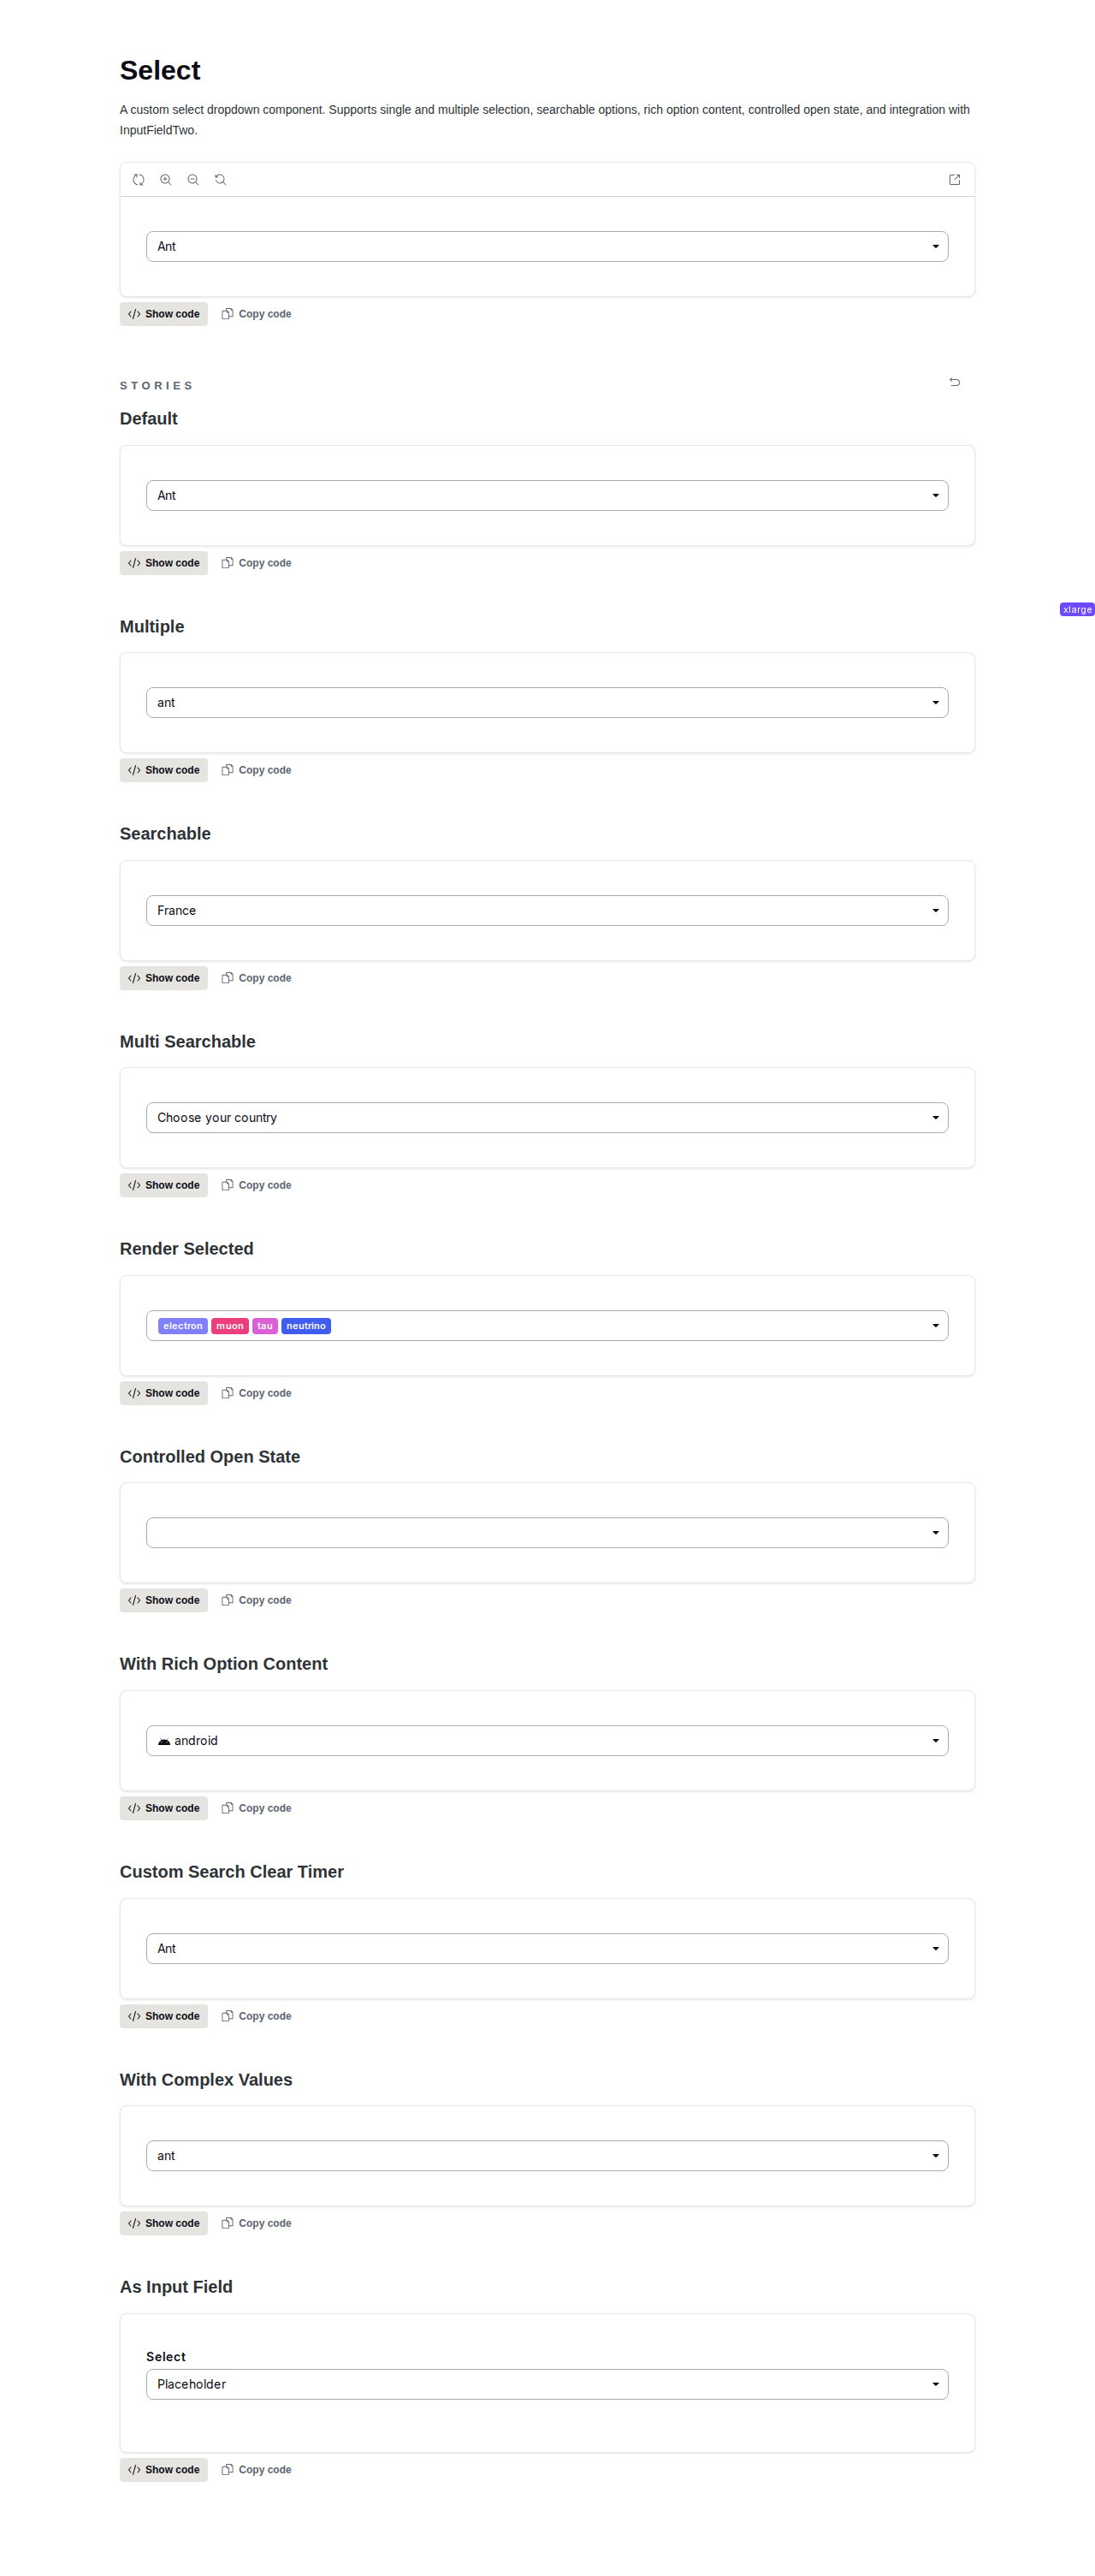 Select
A custom select dropdown component. Supports single and multiple selection, searchable options, rich option content, controlled open state, and integration with
InputFieldTwo.
Ant
Show code Copy code
STORIES
Default
Ant
Show code Copy code
xlarge
Multiple
ant
Show code Copy code
Searchable
France
Show code Copy code
Multi Searchable
Choose your country
Show code Copy code
Render Selected
electron muon tau neutrino
Show code Copy code
Controlled Open State
Show code Copy code
With Rich Option Content
android
Show code Copy code
Custom Search Clear Timer
Ant
Show code Copy code
With Complex Values
ant
Show code Copy code
As Input Field
Select
Placeholder
Show code Copy code